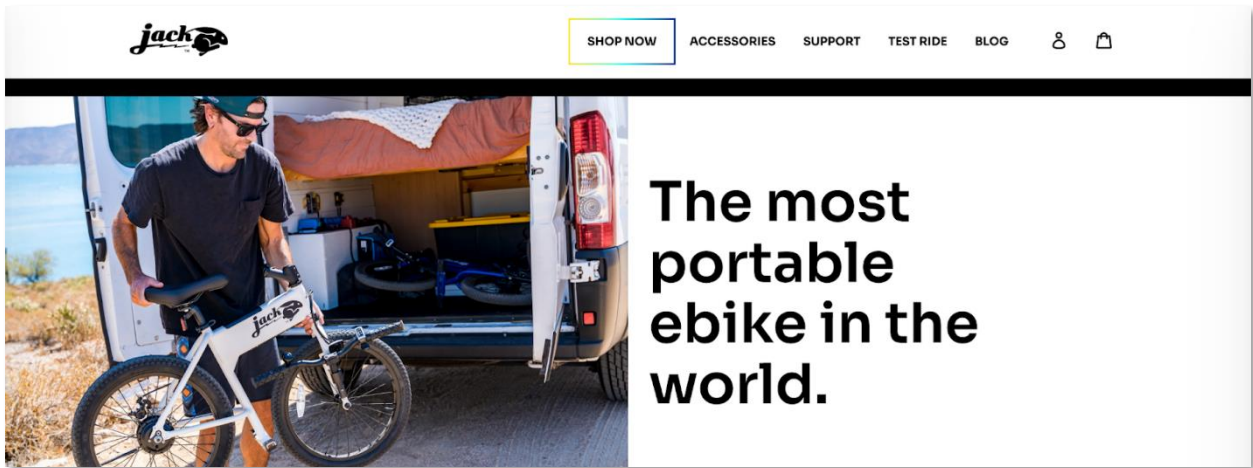 jack
SHOP NOW
ACCESSORIES
SUPPORT
TEST RIDE
BLOG
jack
The most
portable
ebike in the
world.